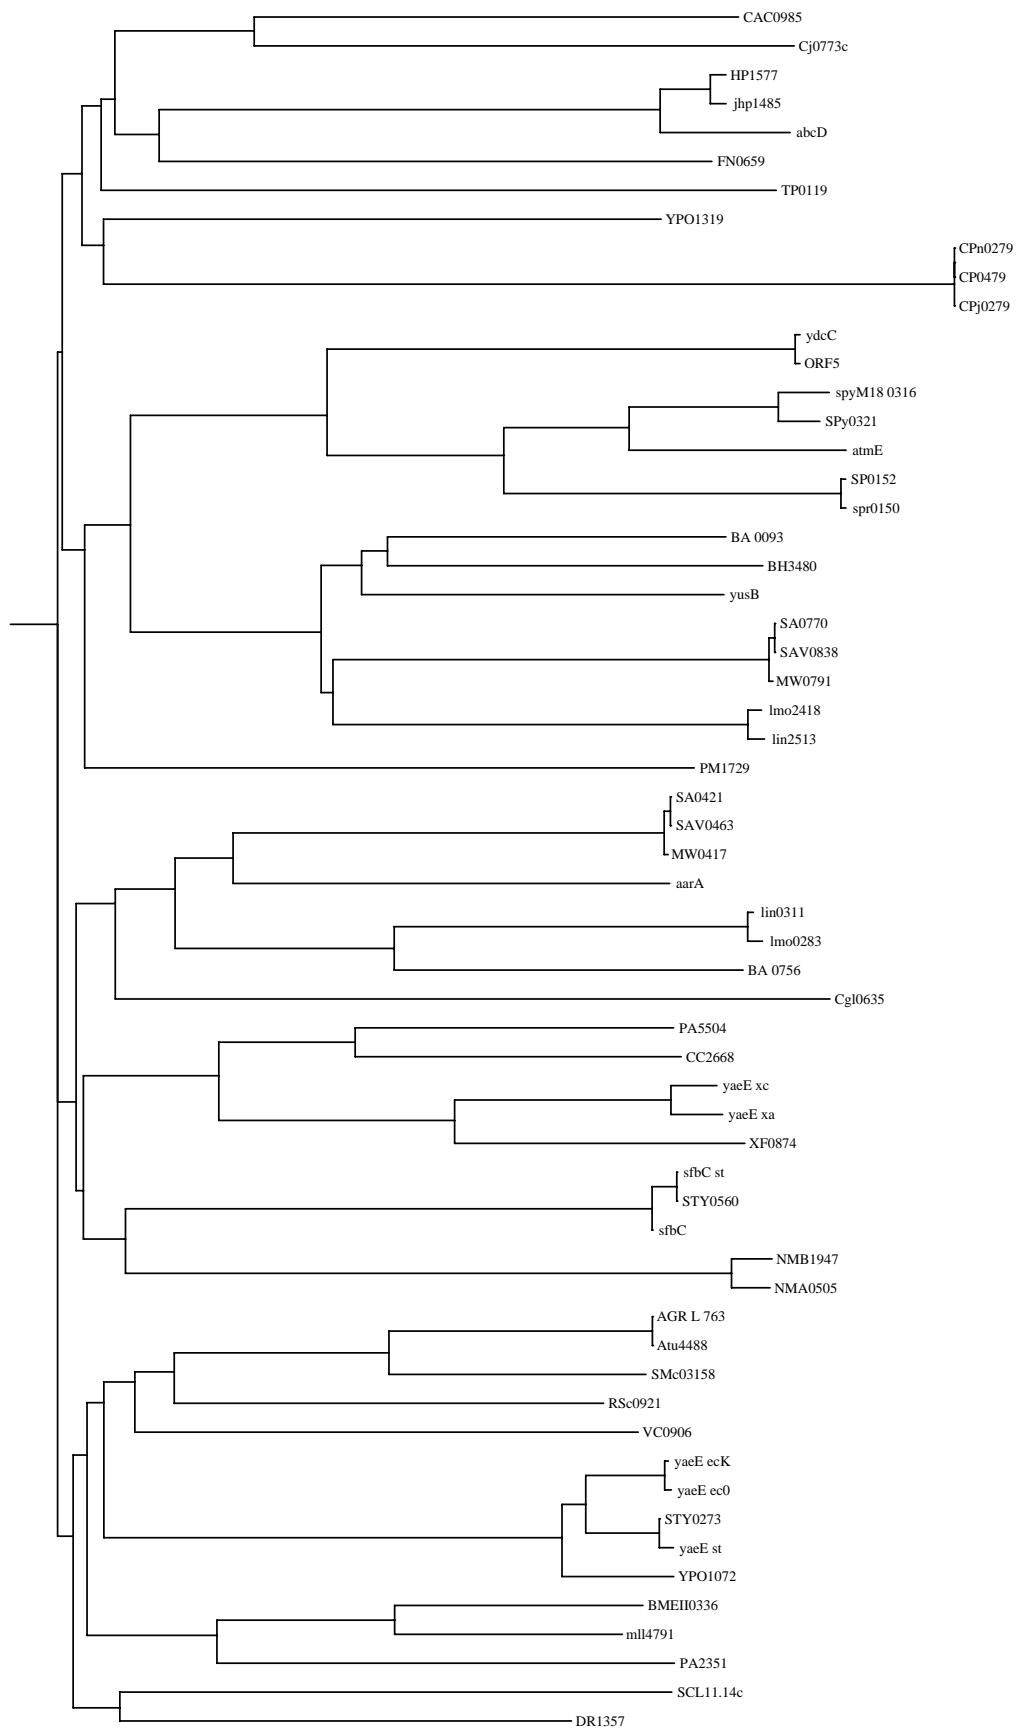 CAC0985
Cj0773c
HP1577
jhp1485
abcD
FN0659
TP0119
YPO1319
CPn0279
CP0479
CPj0279
ydcC
ORF5
spyM18 0316
SPy0321
atmE
SP0152
spr0150
BA 0093
BH3480
yusB
SA0770
SAV0838
MW0791
lmo2418
lin2513
PM1729
SA0421
SAV0463
MW0417
aarA
lin0311
lmo0283
BA 0756
Cgl0635
PA5504
CC2668
yaeE xc
yaeE xa
XF0874
sfbC st
STY0560
sfbC
NMB1947
NMA0505
AGR L 763
Atu4488
SMc03158
RSc0921
VC0906
yaeE ecK
yaeE ec0
STY0273
yaeE st
YPO1072
BMEII0336
mll4791
PA2351
SCL11.14c
DR1357